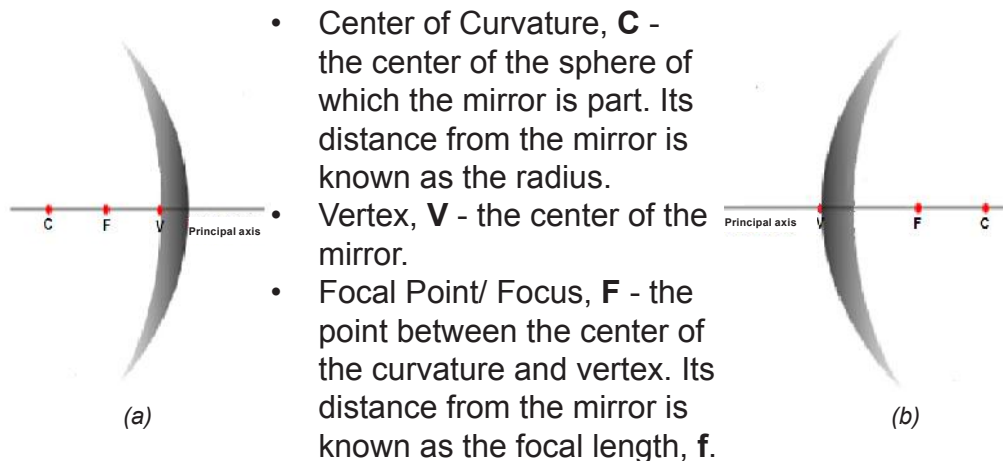 • Center of Curvature, C -
the center of the sphere of
which the mirror is part. Its
distance from the mirror is
known as the radius.
• Vertex, V - the center of the
mirror.
• Focal Point/ Focus, F - the
point between the center of
the curvature and vertex. Its
distance from the mirror is
known as the focal length, f.
C F V Principal axis
(a)
Principal axis V F C
(b)